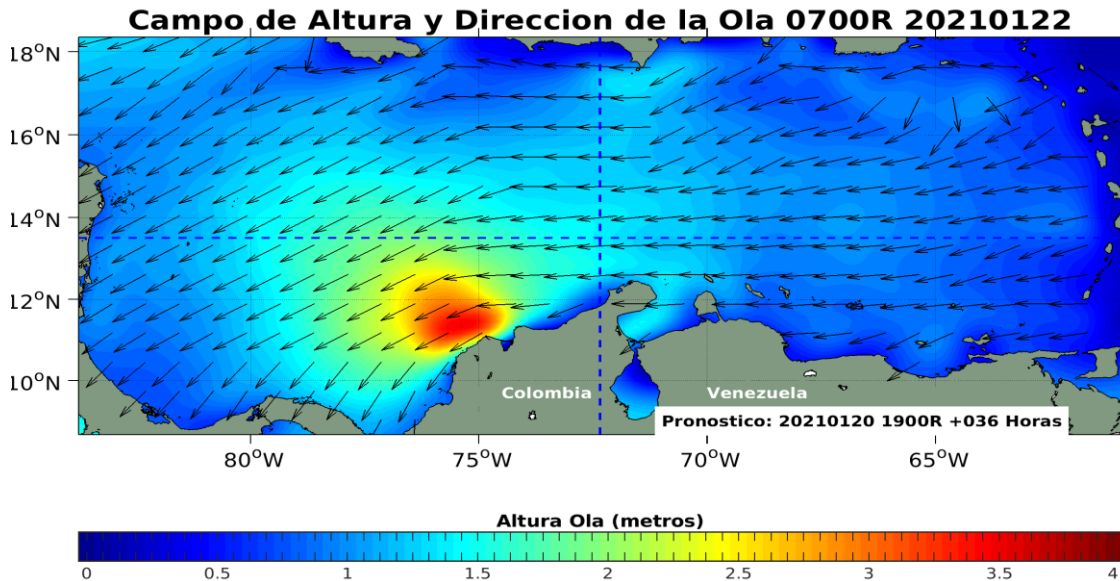 Campo de Altura y Direccion de la Ola 0700R 20210122
18°N
16°N
14°N
12°N
10°N
Colombia
Venezuela
Pronostico: 20210120 1900R +036 Horas
80°W
75°W
70°W
65°W
Altura Ola (metros)
0
0.5
1
1.5
2
2.5
3
3.5
4